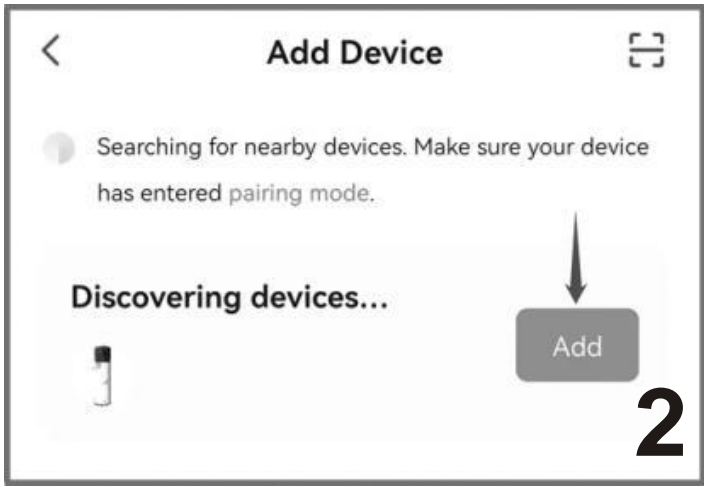 Add Device
Searching for nearby devices. Make sure your device
has entered pairing mode.
Discovering devices...
Add
2